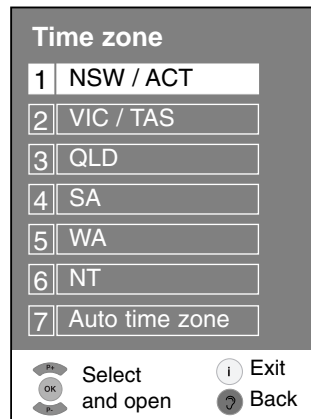 Time zone
1 NSW / ACT
2 VIC / TAS
3 QLD
4 SA
5 WA
6 NT
7 Auto time zone
P+
OK
P-
Select
and open
i Exit
Back